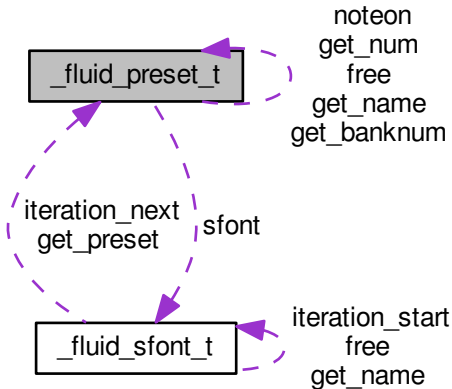 noteon
get_num
free
get_name
get_banknum
_fluid_preset_t
iteration_next
get_preset
sfont
_fluid_sfont_t
iteration_start
free
get_name